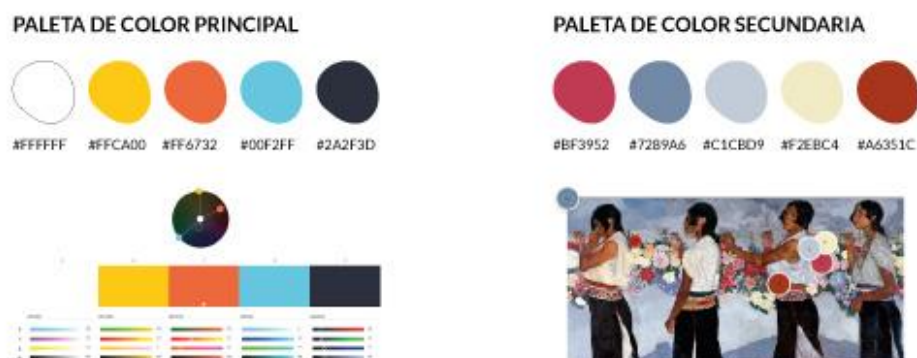 PALETA DE COLOR PRINCIPAL
#FFFFFF #FFCA00 #FF6732 #00F2FF #2A2F3D
PALETA DE COLOR SECUNDARIA
#BF3952 #7289A6 #C1CBD9 #F2EBC4 #A6351C